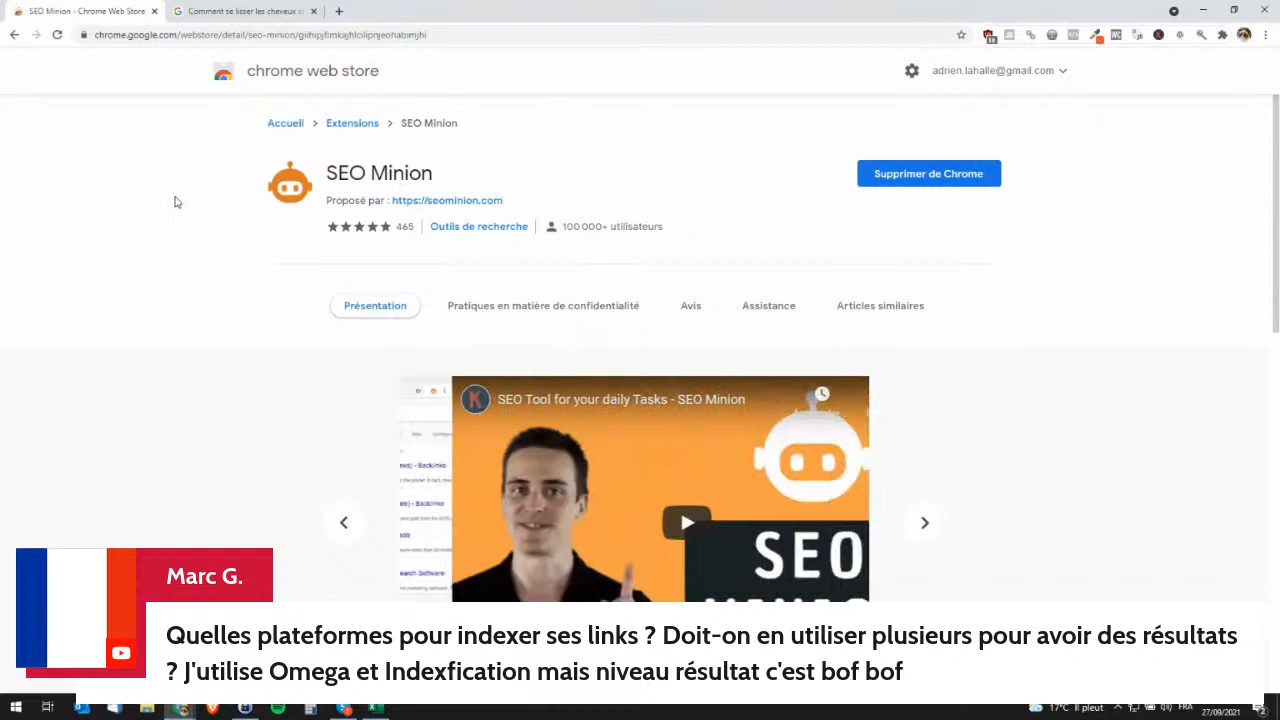 SEO Minion - Chrome Web Store
Comment se lisser les cheveux s
chrome.google.com/webstore/detail/seo-minion/giihipjfimkajhlcilipnjeohabimjhi
chrome web store
adrien.lahalle@gmail.com
Accueil > Extensions > SEO Minion
SEO Minion
Supprimer de Chrome
Proposé par : https://seominion.com
465
Outils de recherche
100 000+ utilisateurs
Présentation
Pratiques en matière de confidentialité
Avis
Assistance
Articles similaires
K
SEO Tool for your daily Tasks - SEO Minion
- Backlinko
- Backlinko
earch Software
SEO
Marc G.
Quelles plateformes pour indexer ses links ? Doit-on en utiliser plusieurs pour avoir des résultats
? J'utilise Omega et Indexfication mais niveau résultat c'est bof bof
17°C Il pleut
FRA
27/09/2021